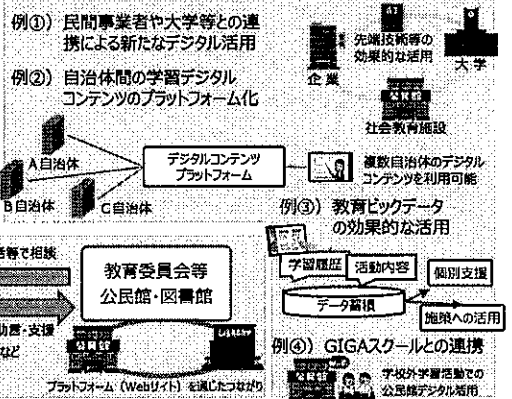 例①）民間事業者や大学等との連
携による新たなデジタル活用
例②）自治体間の学習デジタル
コンテンツのプラットフォーム化
先端技術等の
効果的な活用
企業
大学
公民館
社会教育施設
A自治体
B自治体
C自治体
デジタルコンテンツ
プラットフォーム
複数自治体のデジタル
コンテンツを利用可能
例③）教育ビックデータ
の効果的な活用
学習履歴
活動内容
データ蓄積
個別支援
施策への活用
等で相談
教育委員会等
公民館・図書館
助言・支援
など
公民館
プラットフォーム（Webサイト）を通じたつながり
例④）GIGAスクールとの連携
公民館
学校外学習活動での
公民館デジタル活用